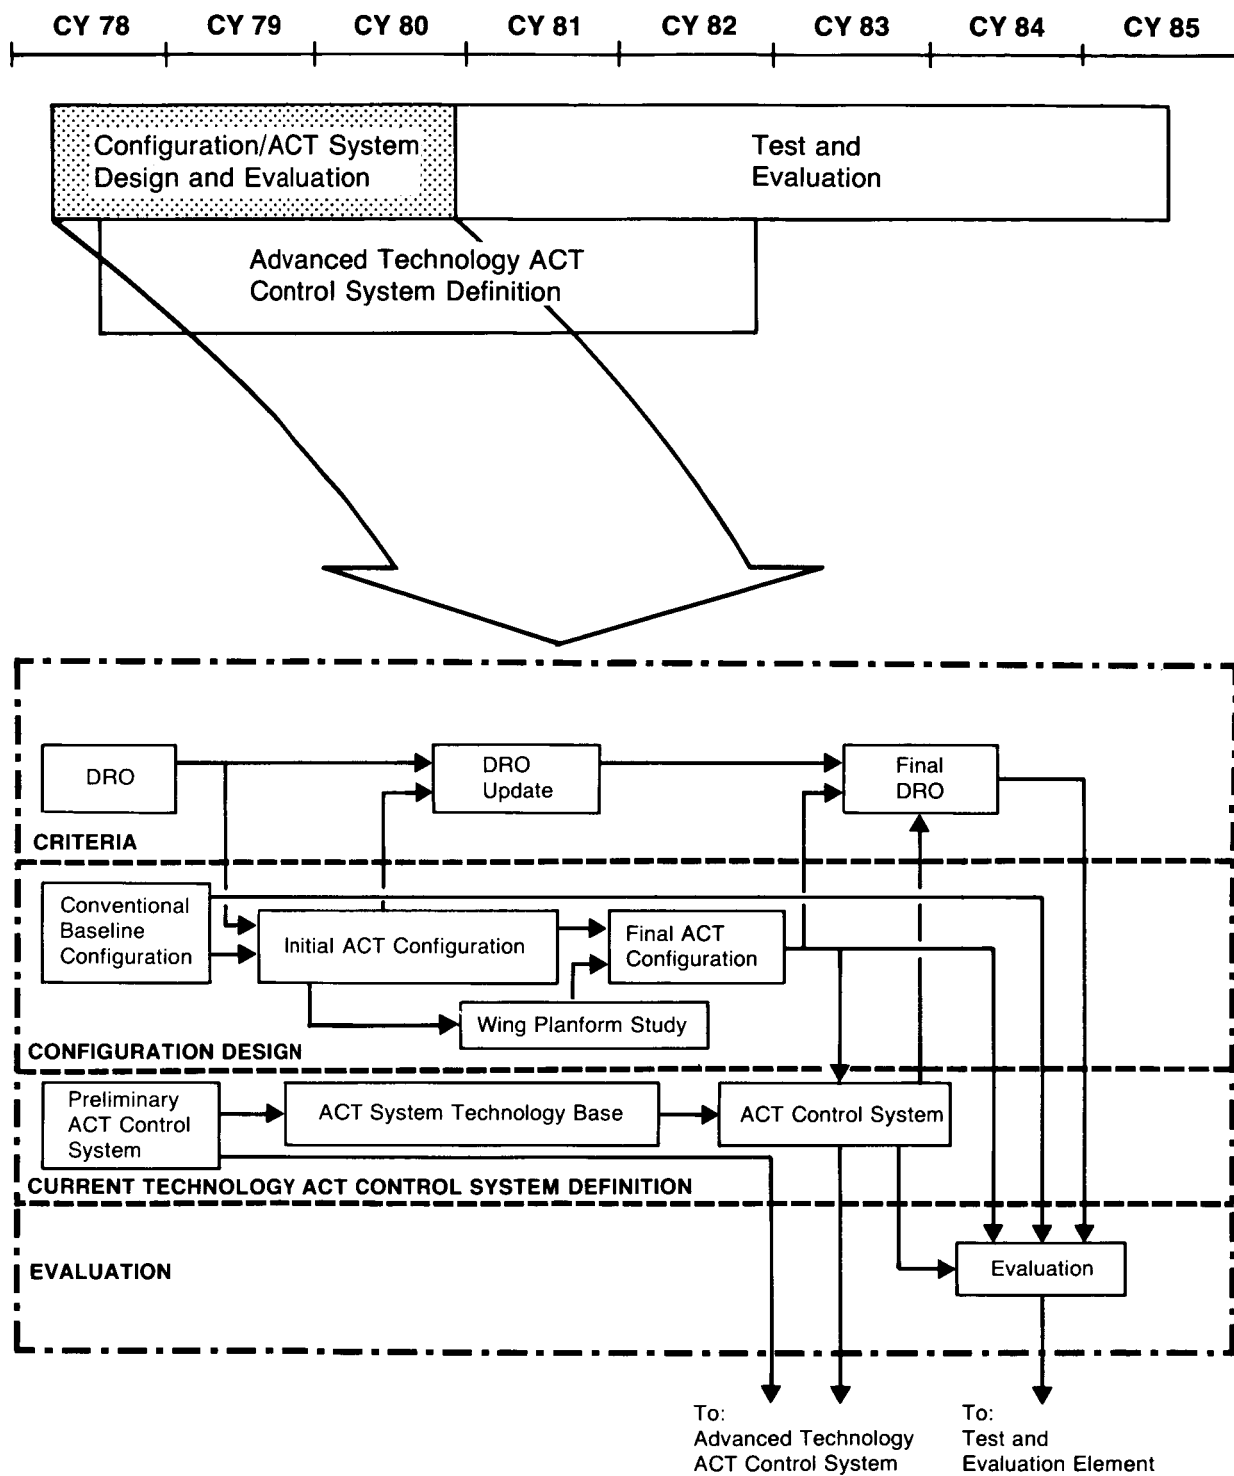 CY 78 CY 79 CY 80 CY 81 CY 82 CY 83 CY 84 CY 85
Configuration/ACT System
Design and Evaluation
Test and
Evaluation
Advanced Technology ACT
Control System Definition
DRO
DRO
Update
Final
DRO
CRITERIA
Conventional
Baseline
Configuration
Initial ACT Configuration
Final ACT
Configuration
Wing Planform Study
CONFIGURATION DESIGN
Preliminary
ACT Control
System
ACT System Technology Base
ACT Control System
CURRENT TECHNOLOGY ACT CONTROL SYSTEM DEFINITION
EVALUATION
Evaluation
To:
Advanced Technology
ACT Control System
To:
Test and
Evaluation Element